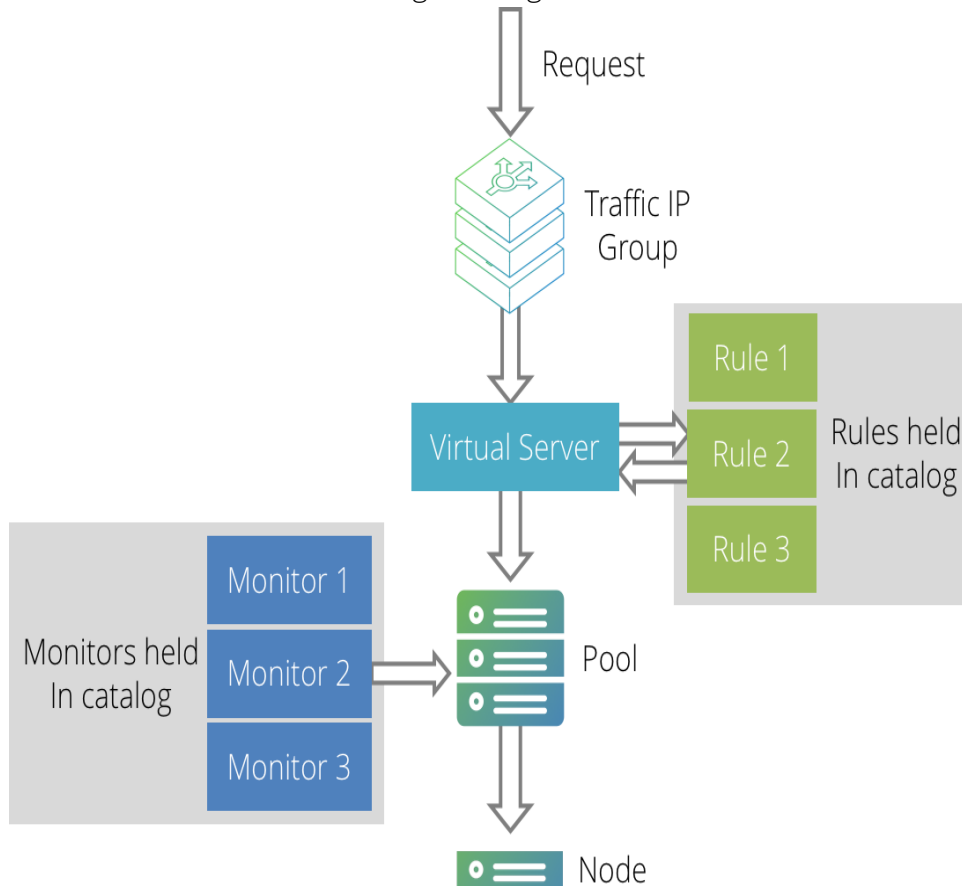 Request
Traffic IP
Group
Rule 1
Virtual Server
Rule 2
Rules held
In catalog
Rule 3
Monitor 1
Monitors held
In catalog
Monitor 2
Pool
Monitor 3
Node